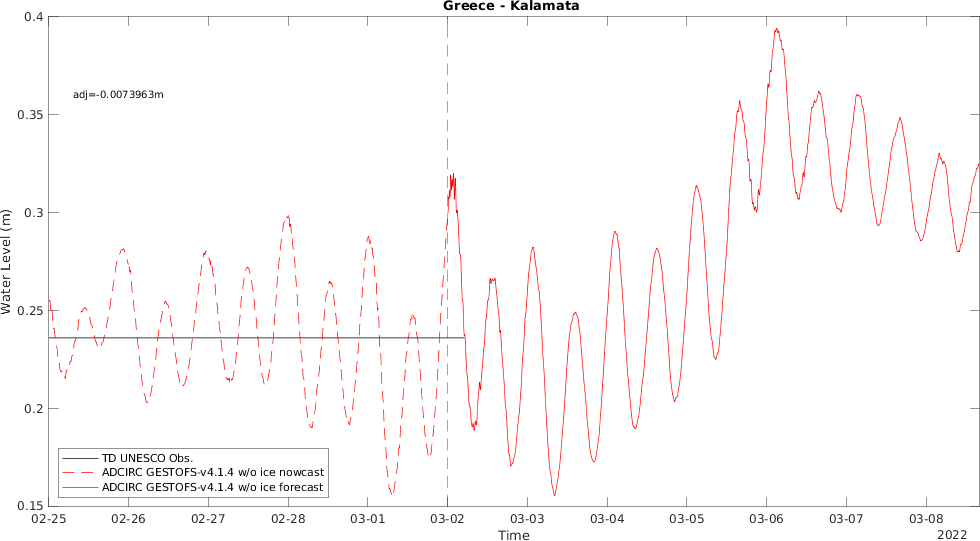 Greece - Kalamata
adj=-0.0073963m
0.4
0.35
0.3
0.25
0.2
0.15
Water Level (m)
TD UNESCO Obs.
ADCIRC GESTOFS-v4.1.4 w/o ice nowcast
ADCIRC GESTOFS-v4.1.4 w/o ice forecast
02-25 02-26 02-27 02-28 03-01 03-02 03-03 03-04 03-05 03-06 03-07 03-08
Time
2022